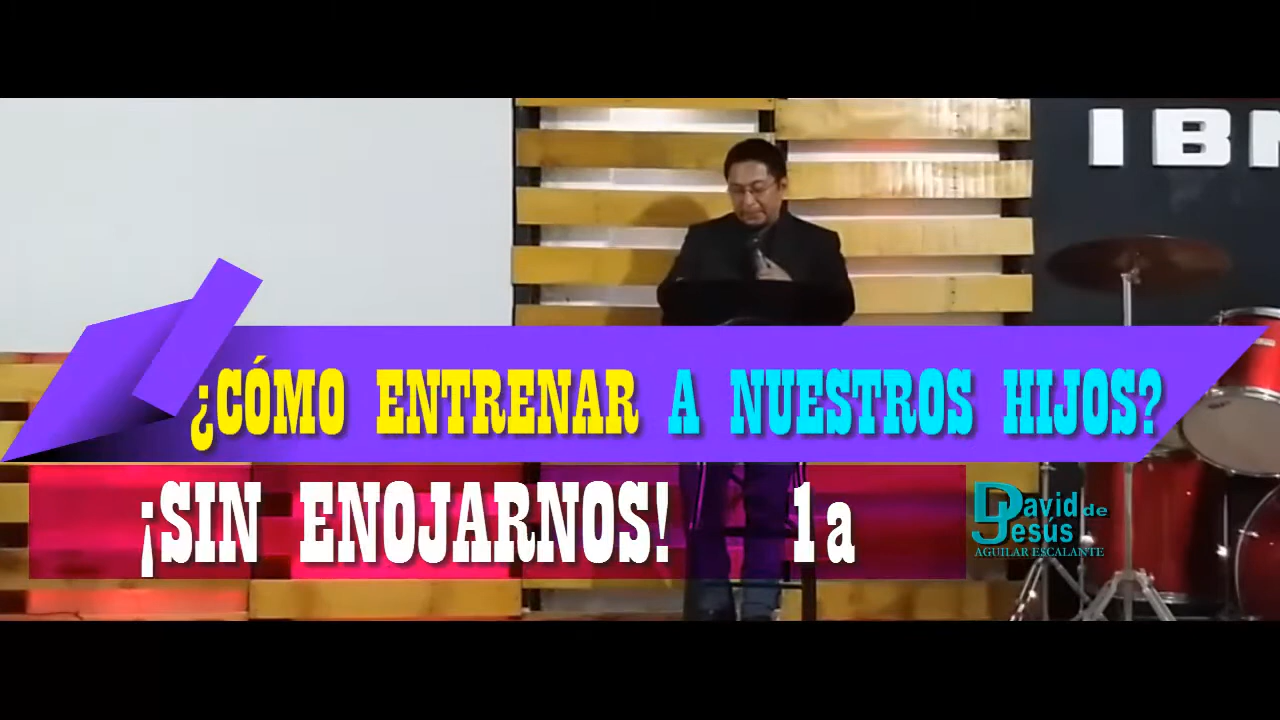 IB
¿CÓMO ENTRENAR A NUESTROS HIJOS?
¡SIN ENOJARNOS! 1a
David de
Jesús
AGUILAR ESCALANTE